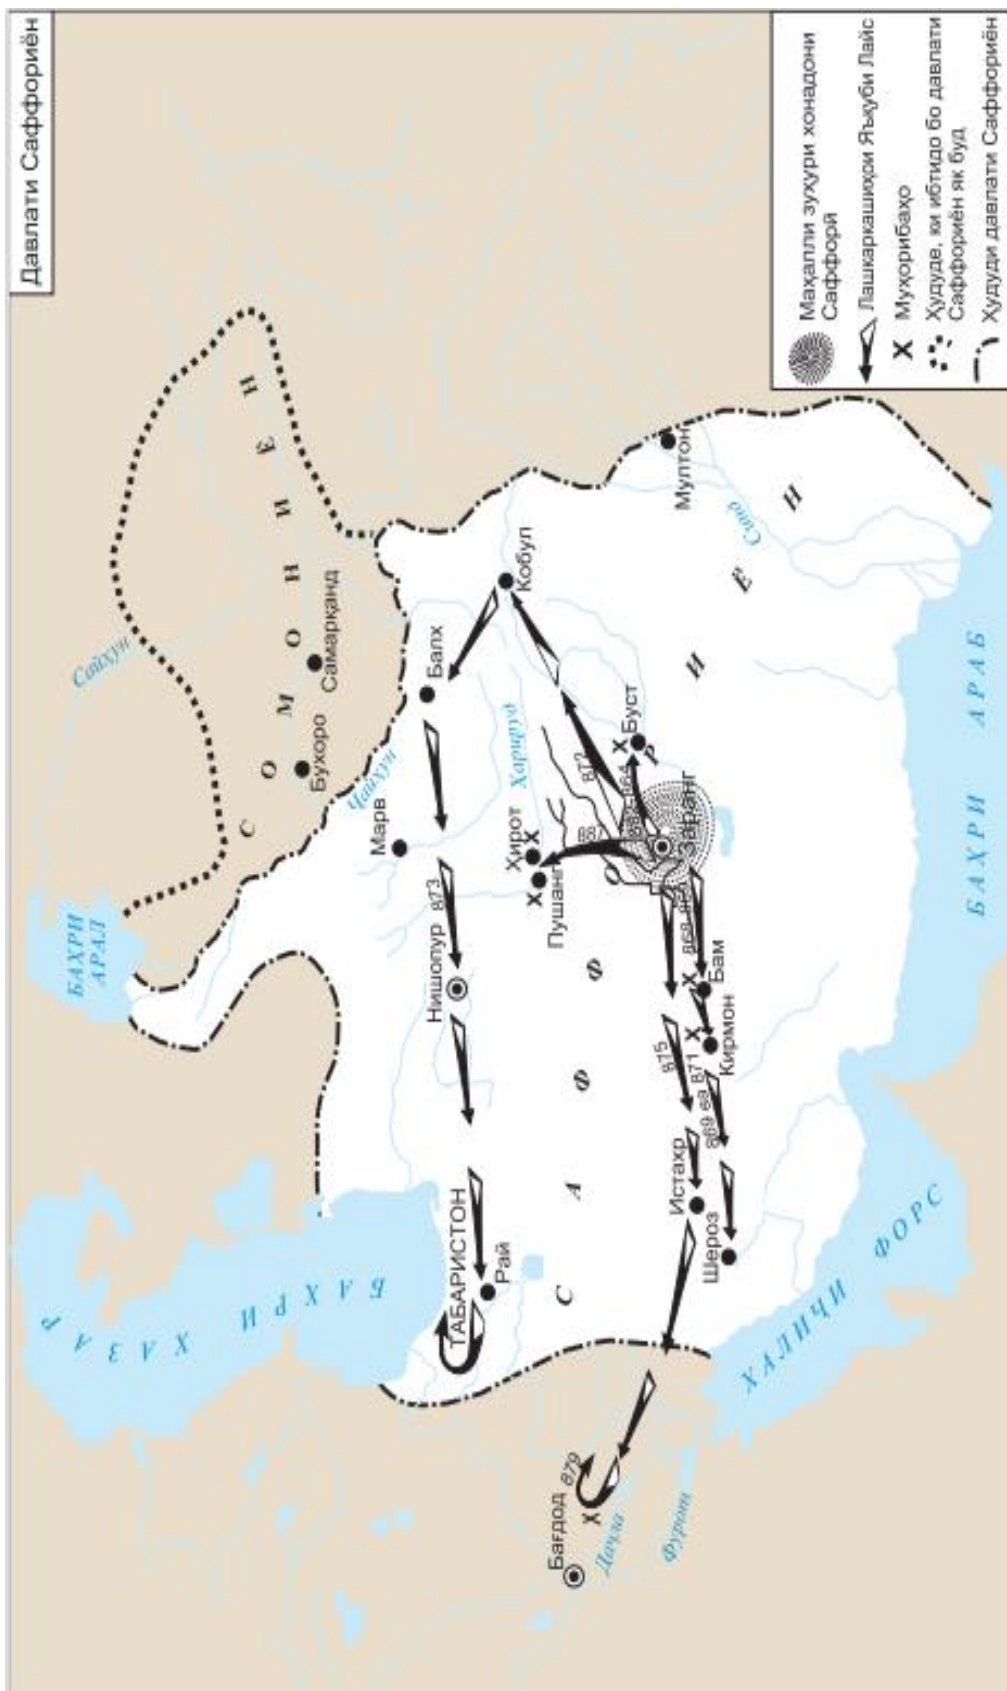 Давлати Саффориён
БАҲРИ
АРАЛ
Сайҳун
С О М О Н И Ё Н
Бухоро
Самарқанд
Ҷайҳун
БАҲРИ ХАЗАР
Марв
Балх
Нишопур
873
ТАБАРИСТОН
Рай
Ҳарируд
Кобул
Ҳирот
Пушанг
872
Буст
Заранг
С А Ф Ф О Р И Ё Н
Мултон
Синд
Бам
Кирмон
875
869 ва 871
Истахр
Шероз
Бағдод
879
Даҷла
Фурот
ХАЛИҶИ ФОРС
БАҲРИ АРАБ
Маҳалли зуҳури хонадони
Саффорӣ
Лашкаркашиҳои Яъқуби Лайс
Муҳорибаҳо
Ҳудуде, ки ибтидо бо давлати
Саффориён як буд
Ҳудуди давлати Саффориён